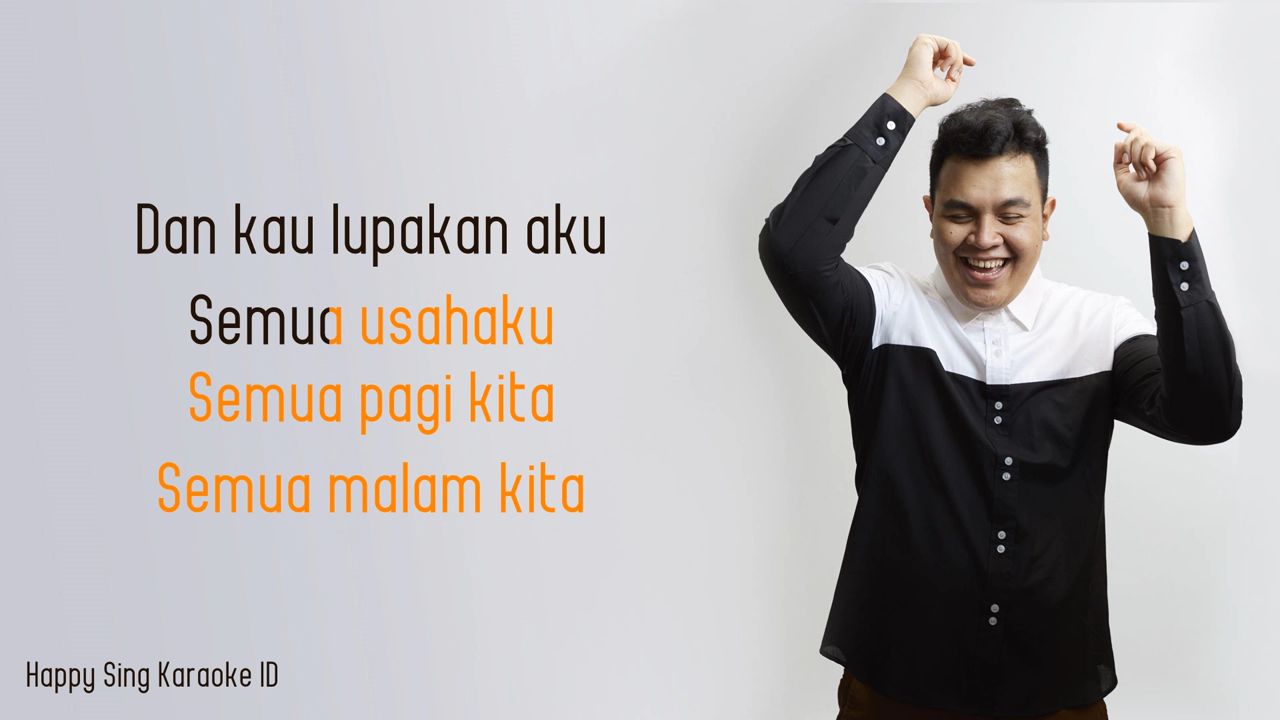 Dan kau lupakan aku
Semua usahaku
Semua pagi kita
Semua malam kita
Happy Sing Karaoke ID